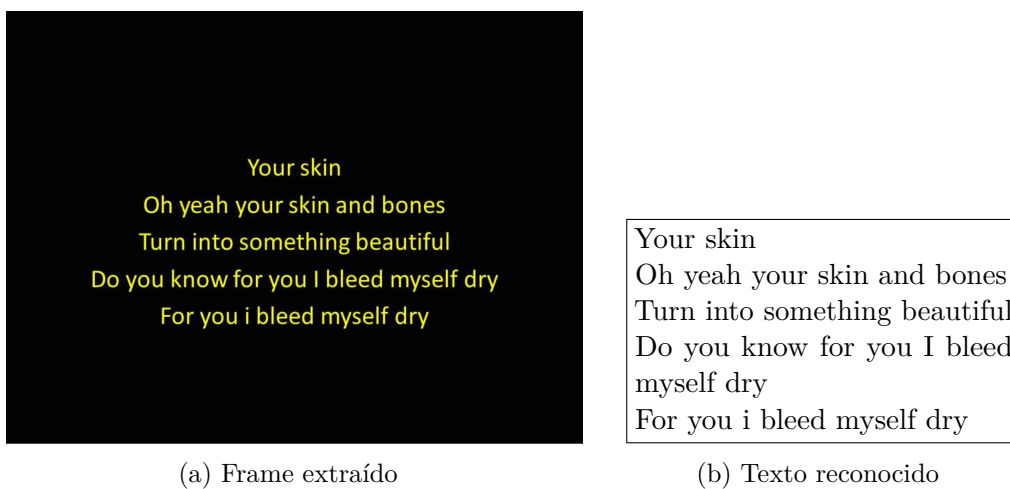 Your skin
Oh yeah your skin and bones
Turn into something beautiful
Do you know for you I bleed myself dry
For you i bleed myself dry
(a) Frame extraído
Your skin
Oh yeah your skin and bones
Turn into something beautiful
Do you know for you I bleed
myself dry
For you i bleed myself dry
(b) Texto reconocido